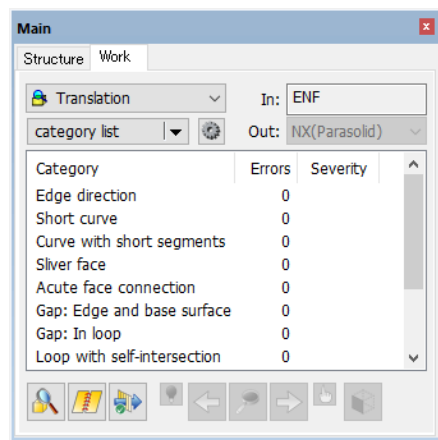 Main
Structure Work
Translation In: ENF
category list Out: NX(Parasolid)
Category Errors Severity
Edge direction 0
Short curve 0
Curve with short segments 0
Sliver face 0
Acute face connection 0
Gap: Edge and base surface 0
Gap: In loop 0
Loop with self-intersection 0